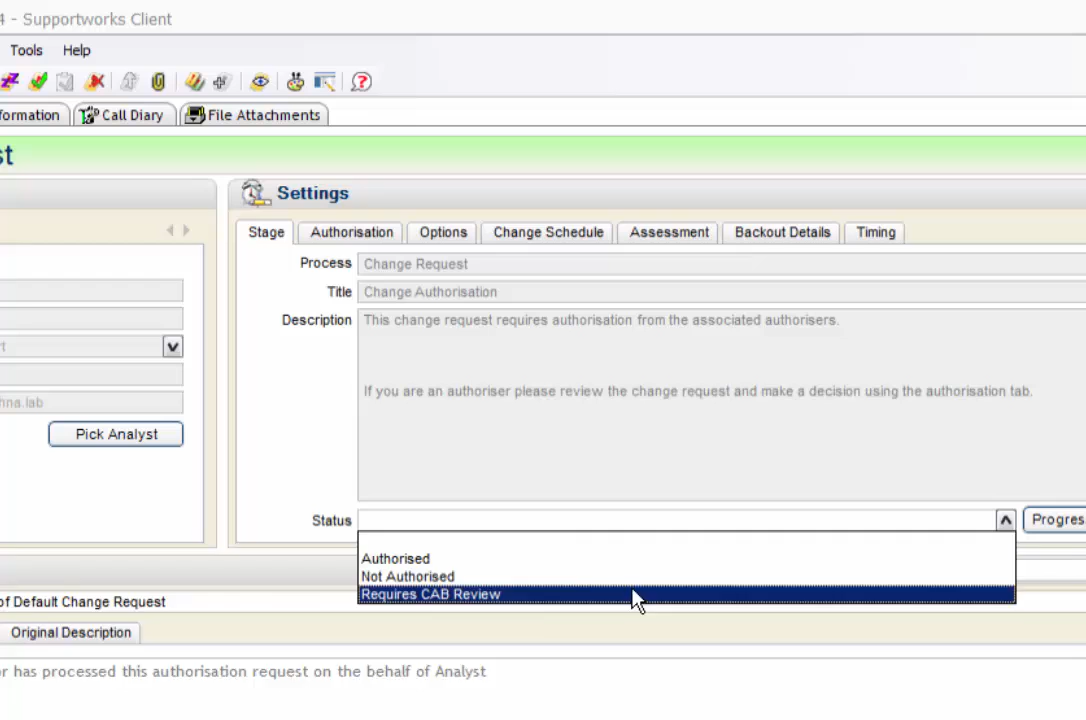 4 - Supportworks Client
Tools Help
formation Call Diary File Attachments
st
Settings
Stage Authorisation Options Change Schedule Assessment Backout Details Timing
Process Change Request
Title Change Authorisation
Description This change request requires authorisation from the associated authorisers.
If you are an authoriser please review the change request and make a decision using the authorisation tab.
rt
hna.lab
Pick Analyst
Status Progres
Authorised
Not Authorised
Requires CAB Review
of Default Change Request
Original Description
or has processed this authorisation request on the behalf of Analyst